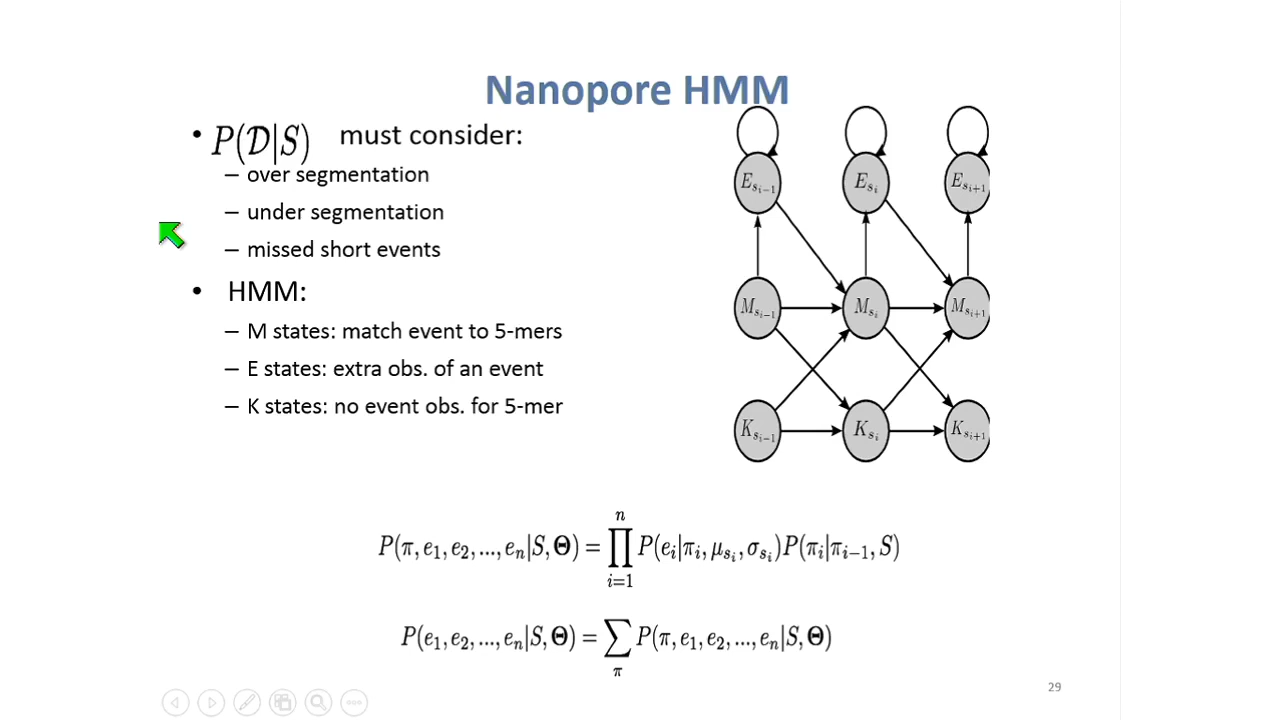 Nanopore HMM
• P(𝒟|S) must consider:
– over segmentation
– under segmentation
– missed short events
• HMM:
– M states: match event to 5-mers
– E states: extra obs. of an event
– K states: no event obs. for 5-mer
E_{s_{i-1}} E_{s_i} E_{s_{i+1}}
M_{s_{i-1}} M_{s_i} M_{s_{i+1}}
K_{s_{i-1}} K_{s_i} K_{s_{i+1}}
P(π, e_1, e_2, ..., e_n|S, Θ) = ∏_{i=1}^{n} P(e_i|π_i, μ_{s_i}, σ_{s_i})P(π_i|π_{i-1}, S)
P(e_1, e_2, ..., e_n|S, Θ) = ∑_{π} P(π, e_1, e_2, ..., e_n|S, Θ)
29